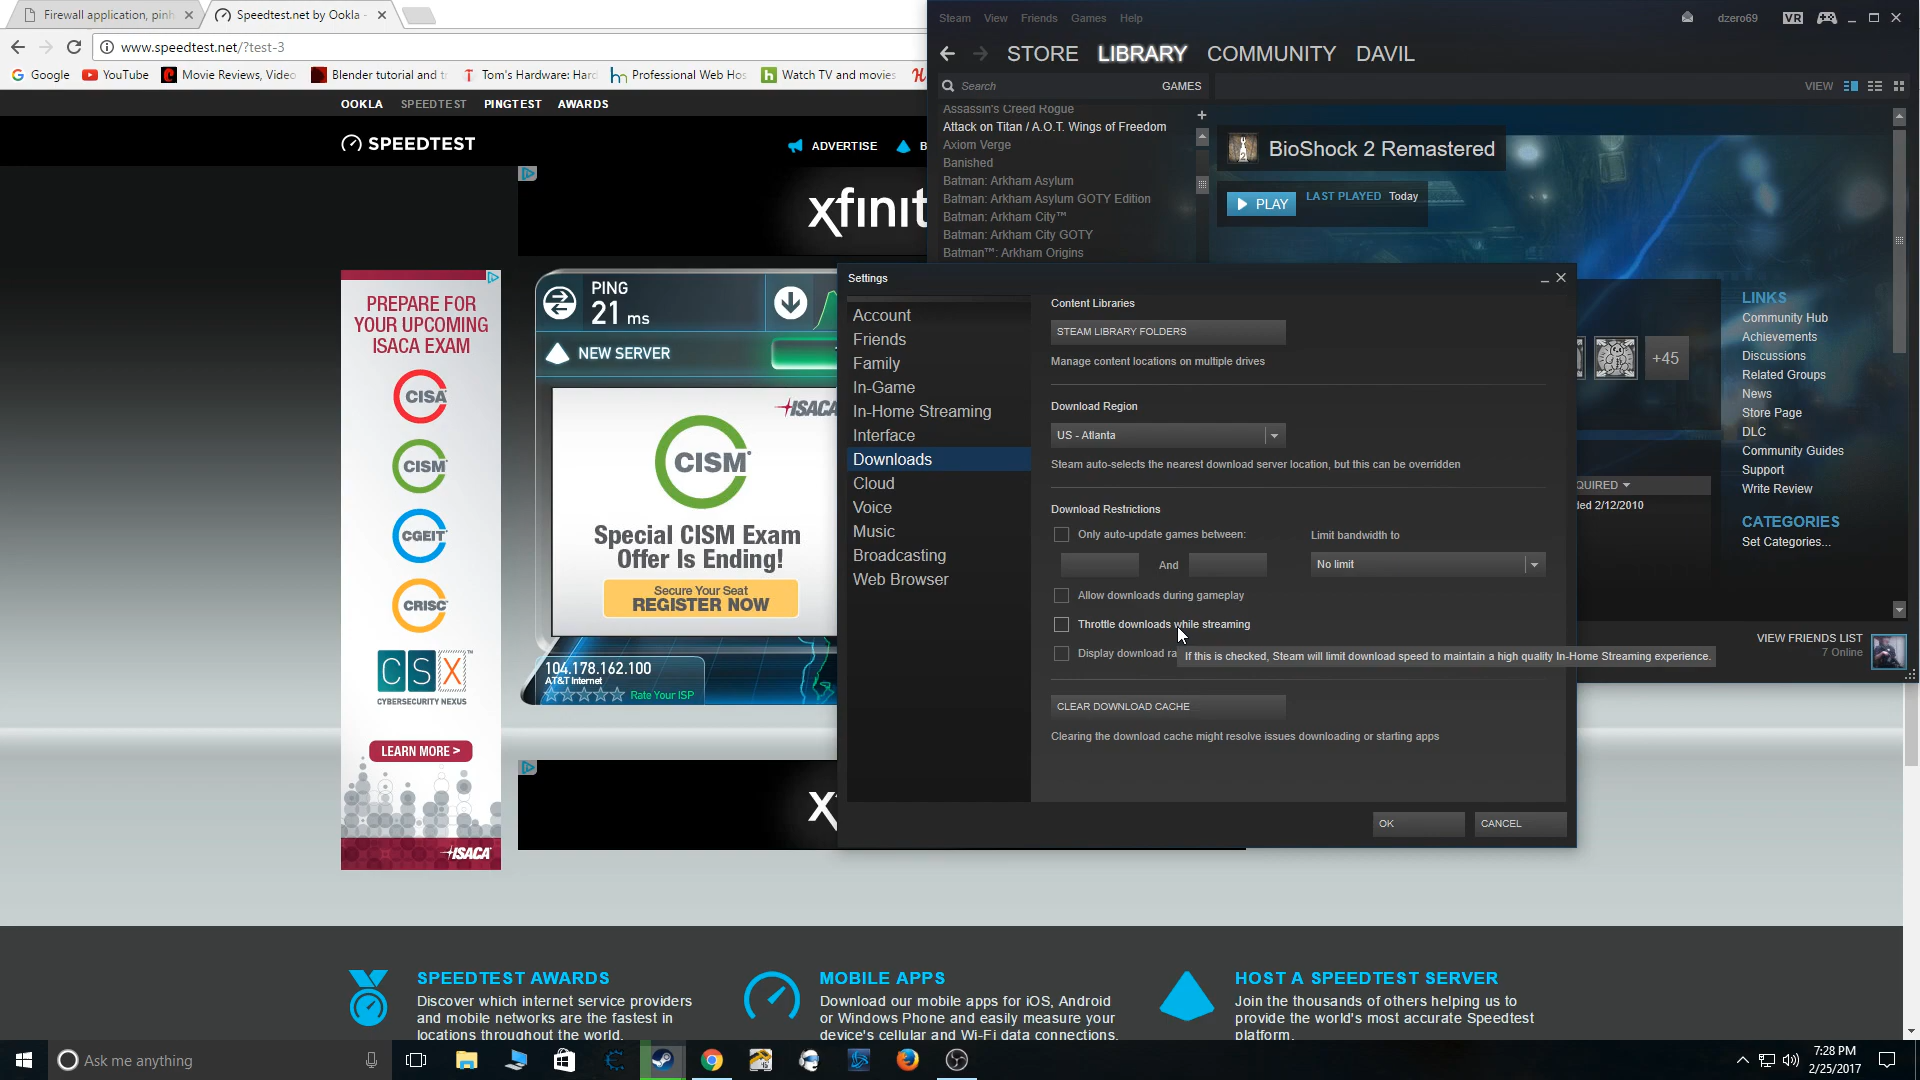 Firewall application, pinh
Speedtest.net by Ookla -
www.speedtest.net/?test-3
Google
YouTube
Movie Reviews, Video
Blender tutorial and t
Tom's Hardware: Hard
Professional Web Hos
Watch TV and movies
OOKLA
SPEEDTEST
PINGTEST
AWARDS
SPEEDTEST
ADVERTISE
B
xfinit
PREPARE FOR
YOUR UPCOMING
ISACA EXAM
CISA
CISM
CGEIT
CRISC
CSX
CYBERSECURITY NEXUS
LEARN MORE >
ISACA
PING
21 ms
NEW SERVER
ISACA
CISM
Special CISM Exam
Offer Is Ending!
Secure Your Seat
REGISTER NOW
104.178.162.100
AT&T Internet
Rate Your ISP
xf
Steam
View
Friends
Games
Help
dzero69
VR
STORE
LIBRARY
COMMUNITY
DAVIL
Search
GAMES
VIEW
Assassin's Creed Rogue
Attack on Titan / A.O.T. Wings of Freedom
Axiom Verge
Banished
Batman: Arkham Asylum
Batman: Arkham Asylum GOTY Edition
Batman: Arkham City™
Batman: Arkham City GOTY
Batman™: Arkham Origins
BioShock 2 Remastered
PLAY
LAST PLAYED Today
+45
QUIRED
ded 2/12/2010
LINKS
Community Hub
Achievements
Discussions
Related Groups
News
Store Page
DLC
Community Guides
Support
Write Review
CATEGORIES
Set Categories...
VIEW FRIENDS LIST
7 Online
Settings
Account
Friends
Family
In-Game
In-Home Streaming
Interface
Downloads
Cloud
Voice
Music
Broadcasting
Web Browser
Content Libraries
STEAM LIBRARY FOLDERS
Manage content locations on multiple drives
Download Region
US - Atlanta
Steam auto-selects the nearest download server location, but this can be overridden
Download Restrictions
Only auto-update games between:
Limit bandwidth to
And
No limit
Allow downloads during gameplay
Throttle downloads while streaming
Display download ra
If this is checked, Steam will limit download speed to maintain a high quality In-Home Streaming experience.
CLEAR DOWNLOAD CACHE
Clearing the download cache might resolve issues downloading or starting apps
OK
CANCEL
SPEEDTEST AWARDS
Discover which internet service providers
and mobile networks are the fastest in
locations throughout the world.
MOBILE APPS
Download our mobile apps for iOS, Android
or Windows Phone and easily measure your
device's cellular and Wi-Fi data connections.
HOST A SPEEDTEST SERVER
Join the thousands of others helping us to
provide the world's most accurate Speedtest
platform.
Ask me anything
7:28 PM
2/25/2017